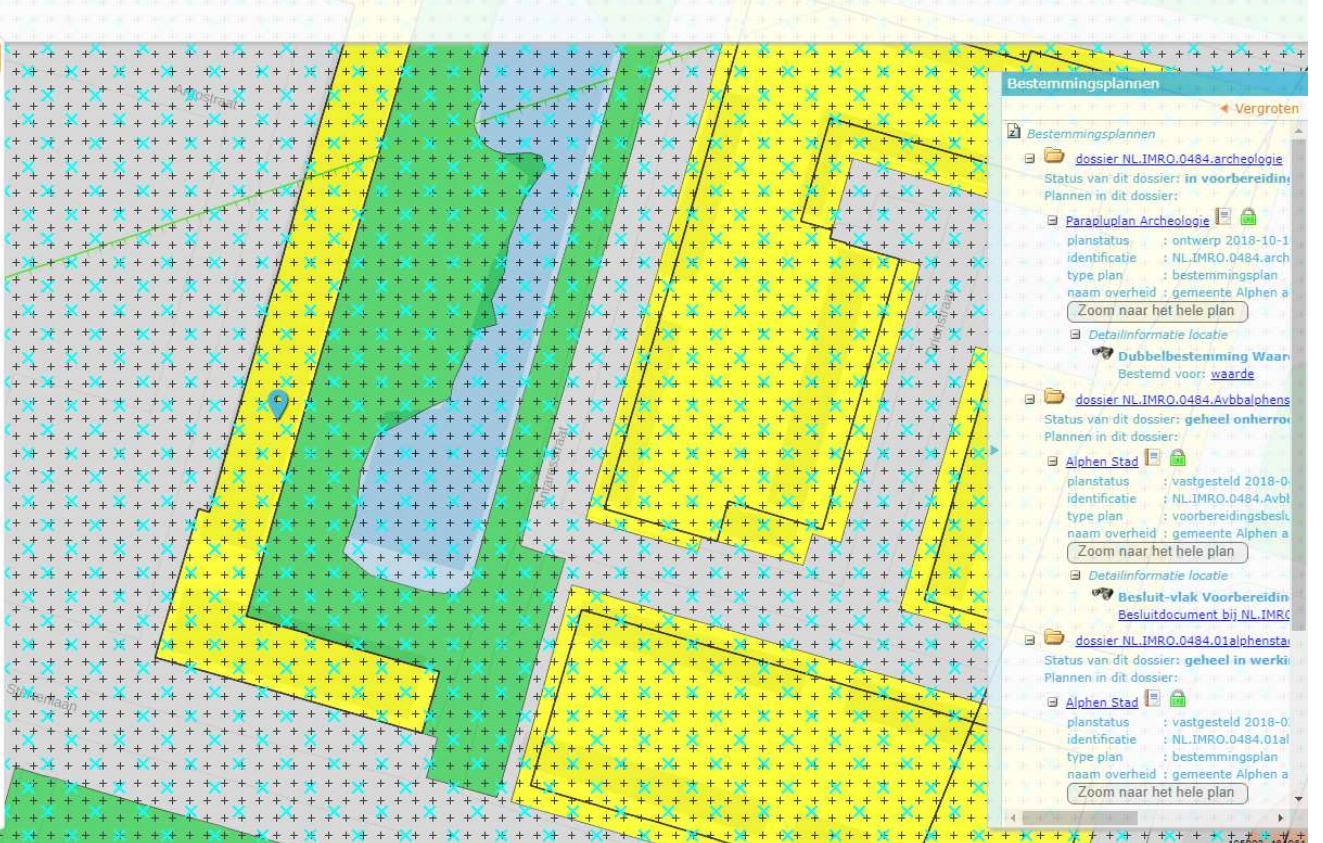 Argostraat
Orionstraat
Antaresstraat
Stinnenlaan
Bestemmingsplannen
Vergroten
Bestemmingsplannen
dossier NL.IMRO.0484.archeologie
Status van dit dossier: in voorbereiding
Plannen in dit dossier:
Parapluplan Archeologie
planstatus : ontwerp 2018-10-1
identificatie : NL.IMRO.0484.arch
type plan : bestemmingsplan
naam overheid : gemeente Alphen a
Zoom naar het hele plan
Detailinformatie locatie
Dubbelbestemming Waar
Bestemd voor: waarde
dossier NL.IMRO.0484.Avbbalphens
Status van dit dossier: geheel onherro
Plannen in dit dossier:
Alphen Stad
planstatus : vastgesteld 2018-0
identificatie : NL.IMRO.0484.Avbb
type plan : voorbereidingsbeslu
naam overheid : gemeente Alphen a
Zoom naar het hele plan
Detailinformatie locatie
Besluit-vlak Voorbereidin
Besluitdocument bij NL.IMRO
dossier NL.IMRO.0484.01alphensta
Status van dit dossier: geheel in werki
Plannen in dit dossier:
Alphen Stad
planstatus : vastgesteld 2018-0
identificatie : NL.IMRO.0484.01al
type plan : bestemmingsplan
naam overheid : gemeente Alphen a
Zoom naar het hele plan